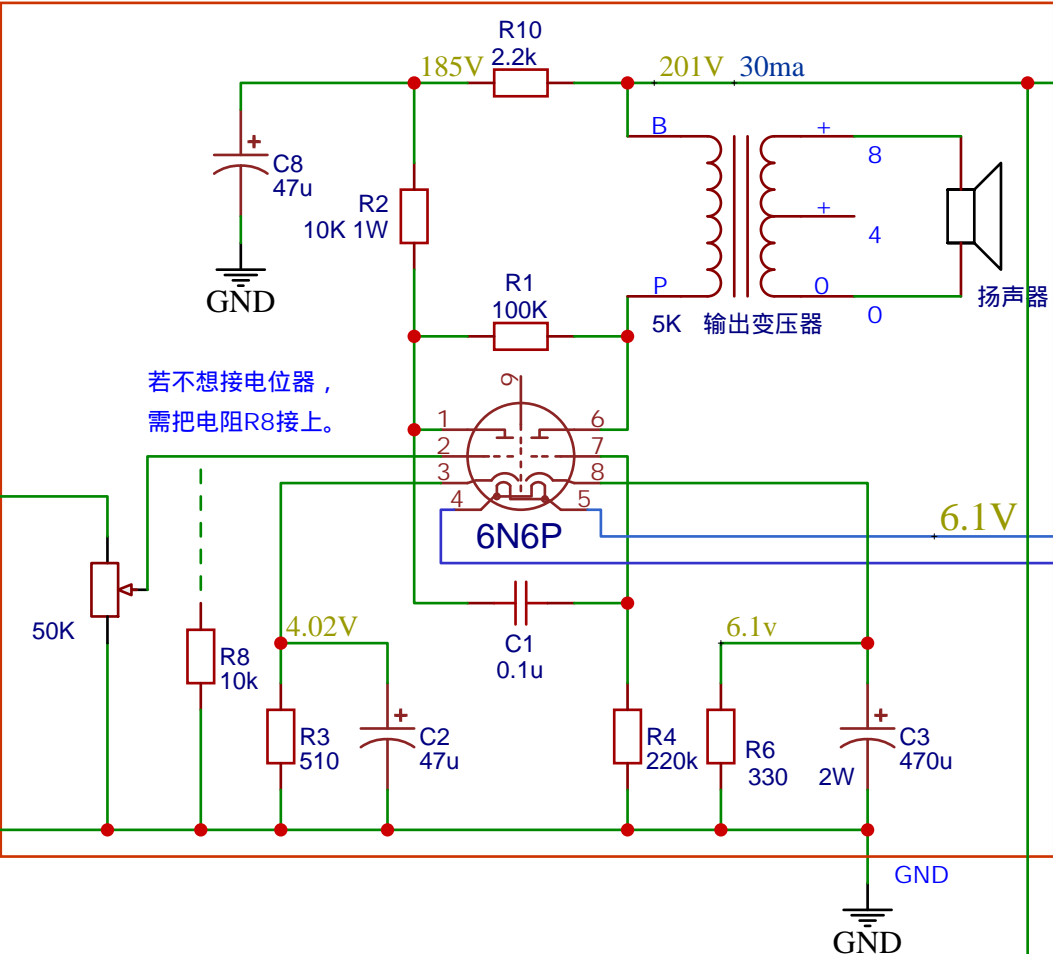 R10
2.2k
185V
201V
30ma
B
+
8
C8
47u
GND
R2
10K 1W
+
4
R1
100K
P
5K
输出变压器
0
0
扬声器
若不想接电位器，
需把电阻R8接上。
9
1
6
2
7
3
8
4
5
6N6P
6.1V
50K
R8
10k
4.02V
C1
0.1u
6.1v
R3
510
C2
47u
R4
220k
R6
330
2W
C3
470u
GND
GND